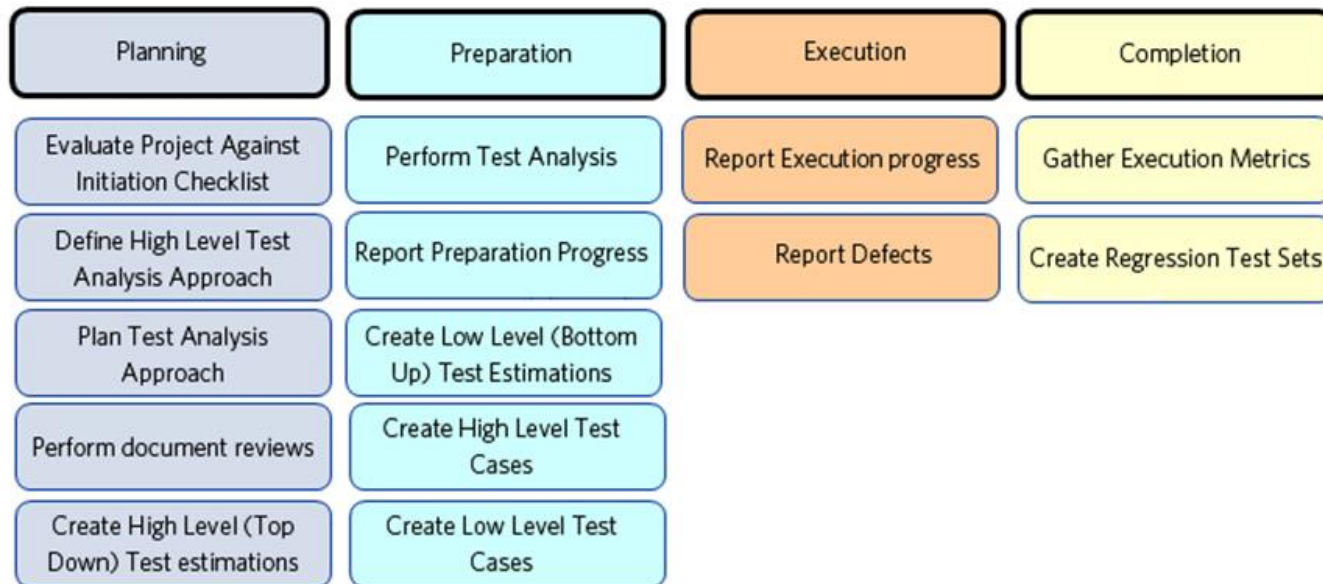 Planning
Preparation
Execution
Completion
Evaluate Project Against
Initiation Checklist
Perform Test Analysis
Report Execution progress
Gather Execution Metrics
Define High Level Test
Analysis Approach
Report Preparation Progress
Report Defects
Create Regression Test Sets
Plan Test Analysis
Approach
Create Low Level (Bottom
Up) Test Estimations
Perform document reviews
Create High Level Test
Cases
Create High Level (Top
Down) Test estimations
Create Low Level Test
Cases